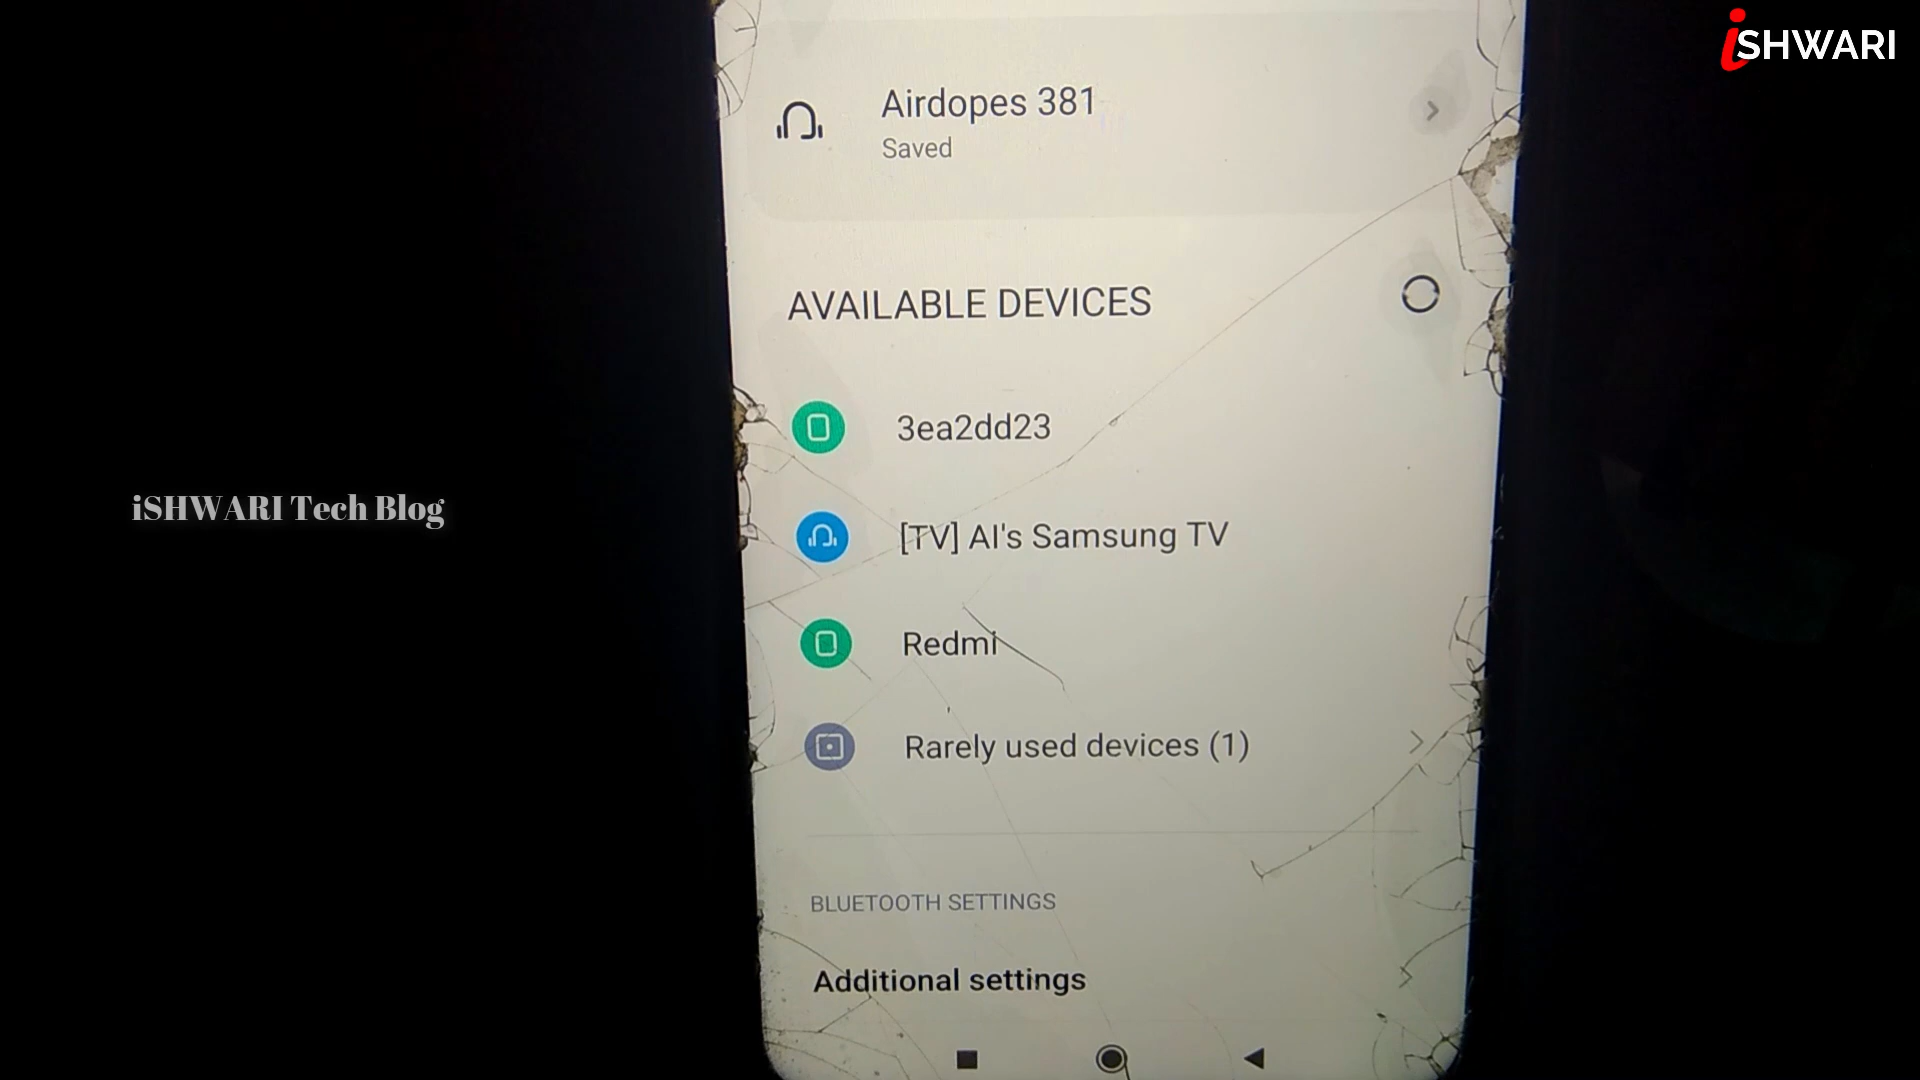 iSHWARI
Airdopes 381
Saved
AVAILABLE DEVICES
3ea2dd23
[TV] AI's Samsung TV
iSHWARI Tech Blog
Redmi
Rarely used devices (1)
BLUETOOTH SETTINGS
Additional settings